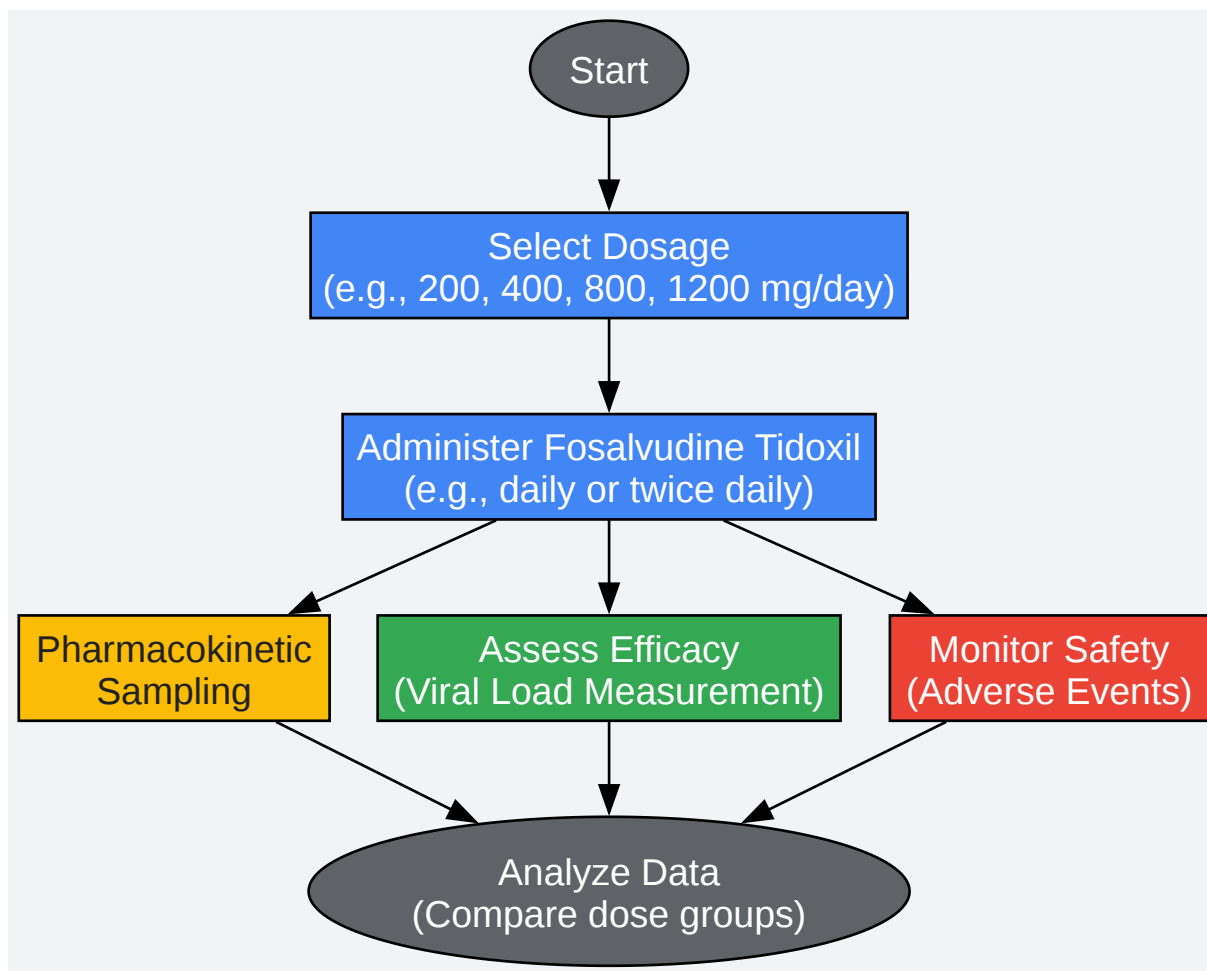 Start
Select Dosage
(e.g., 200, 400, 800, 1200 mg/day)
Administer Fosalvudine Tidoxil
(e.g., daily or twice daily)
Pharmacokinetic
Sampling
Assess Efficacy
(Viral Load Measurement)
Monitor Safety
(Adverse Events)
Analyze Data
(Compare dose groups)